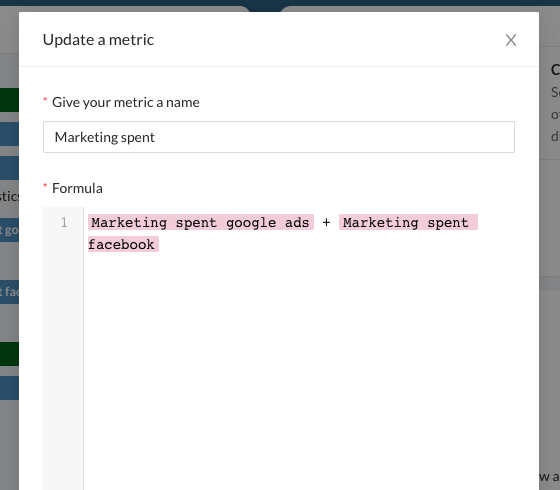 Update a metric
* Give your metric a name
Marketing spent
* Formula
1 Marketing spent google ads + Marketing spent
facebook